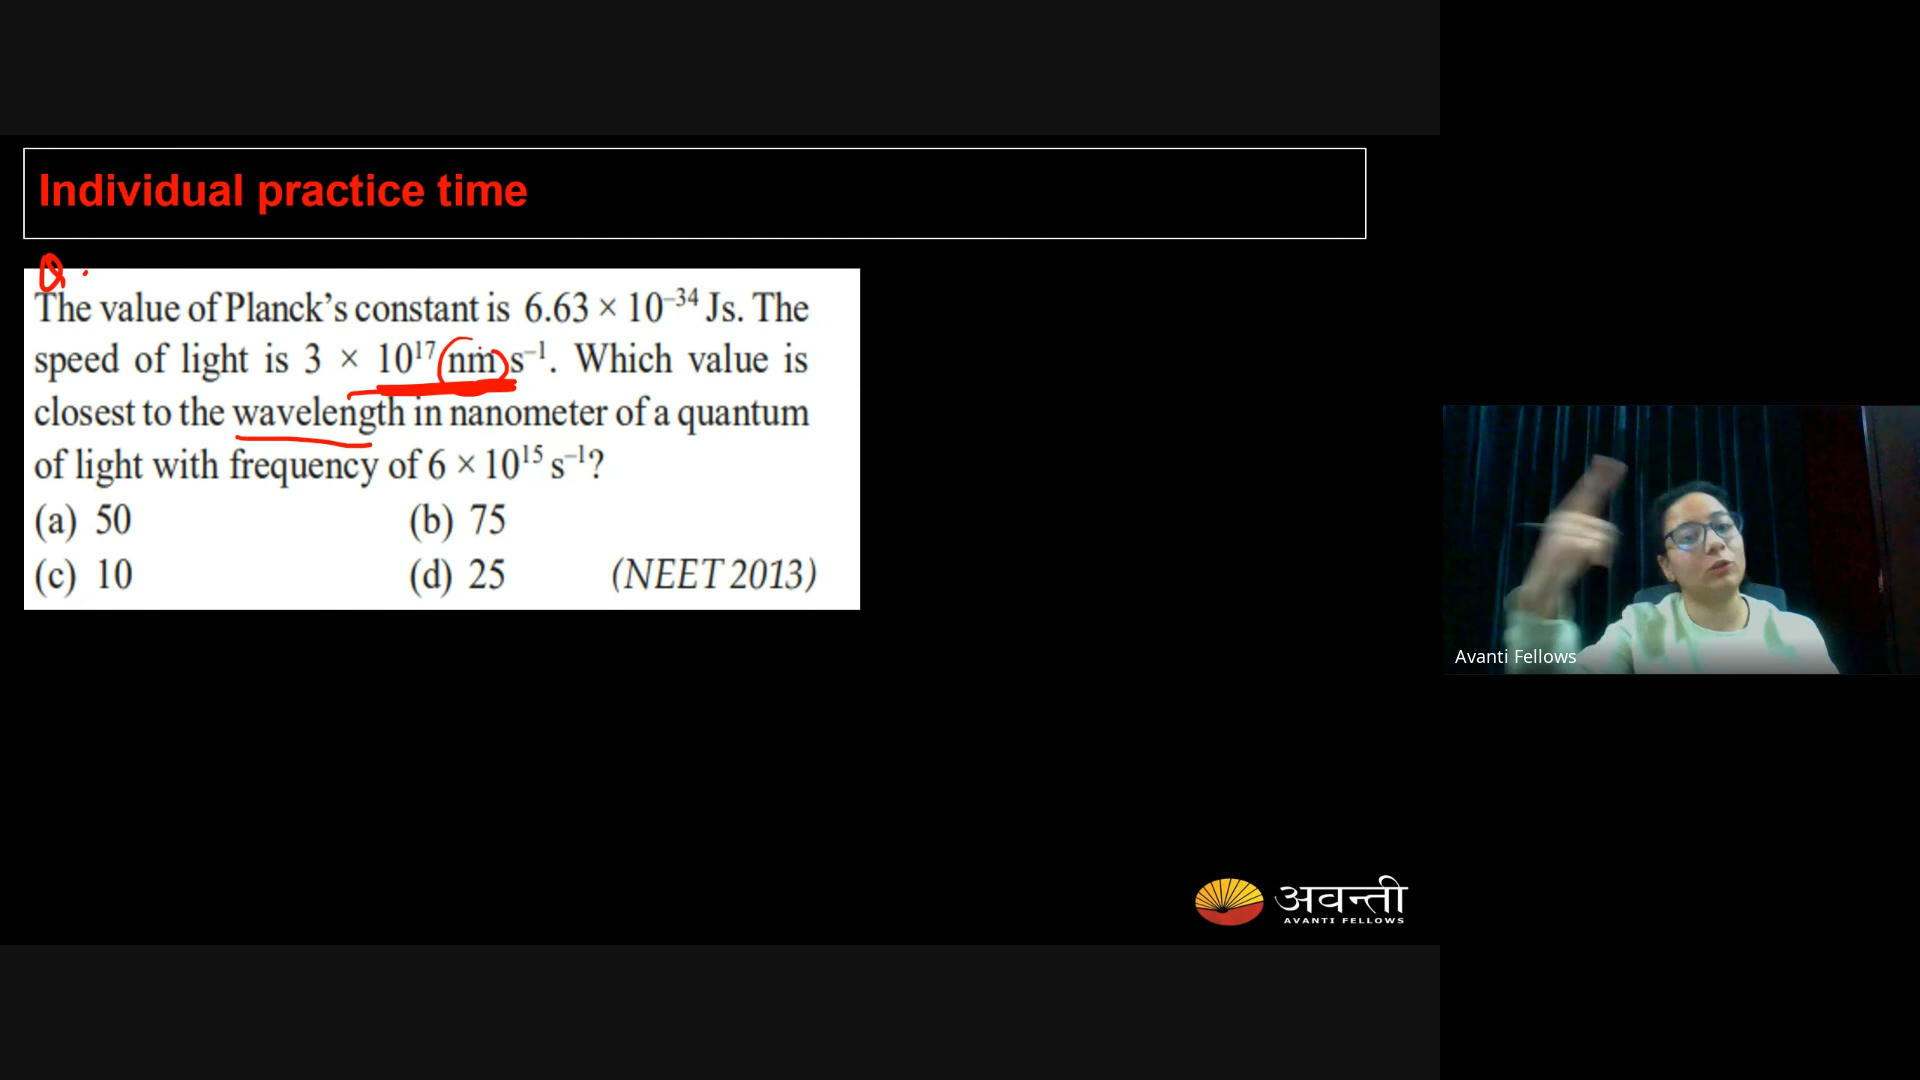 Individual practice time
Q.
The value of Planck's constant is 6.63 × 10⁻³⁴ Js. The
speed of light is 3 × 10¹⁷ nm s⁻¹. Which value is
closest to the wavelength in nanometer of a quantum
of light with frequency of 6 × 10¹⁵ s⁻¹?
(a) 50 (b) 75
(c) 10 (d) 25 (NEET 2013)
Avanti Fellows
अवन्ती
AVANTI FELLOWS